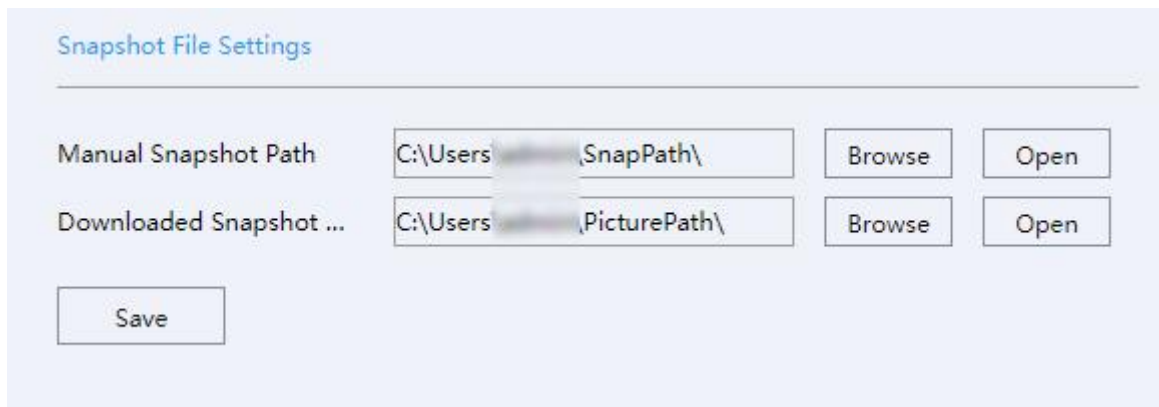 Snapshot File Settings
Manual Snapshot Path C:\Users\ \SnapPath\ Browse Open
Downloaded Snapshot ... C:\Users\ \PicturePath\ Browse Open
Save